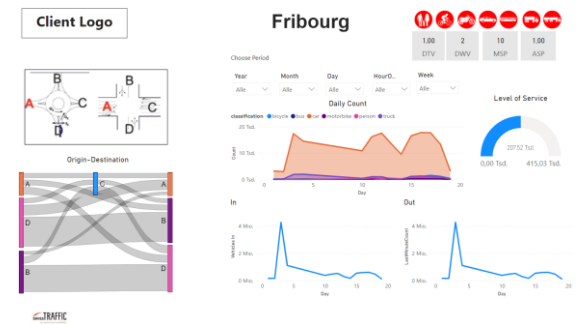 Client Logo
Fribourg
1.00 2 10 1.00
DTV DWV MSP ASP
Choose Period
Year Month Day HourO... Week
Alle Alle Alle Alle Alle
Daily Count
classification bicycle bus car motorbike person truck
Count
20 Tsd.
10 Tsd.
0 Tsd.
0 5 10 15 20
Day
Level of Service
207.52 Tsd.
0,00 Tsd. 415,03 Tsd.
B
A C
D
B
A C
D
Origin-Destination
A C A
D B
B D
In
Vehicles In
4 Mio.
2 Mio.
0 Mio.
0 5 10 15 20
Day
Out
4 Mio.
2 Mio.
0 Mio.
0 5 10 15 20
Day
TRAFFIC